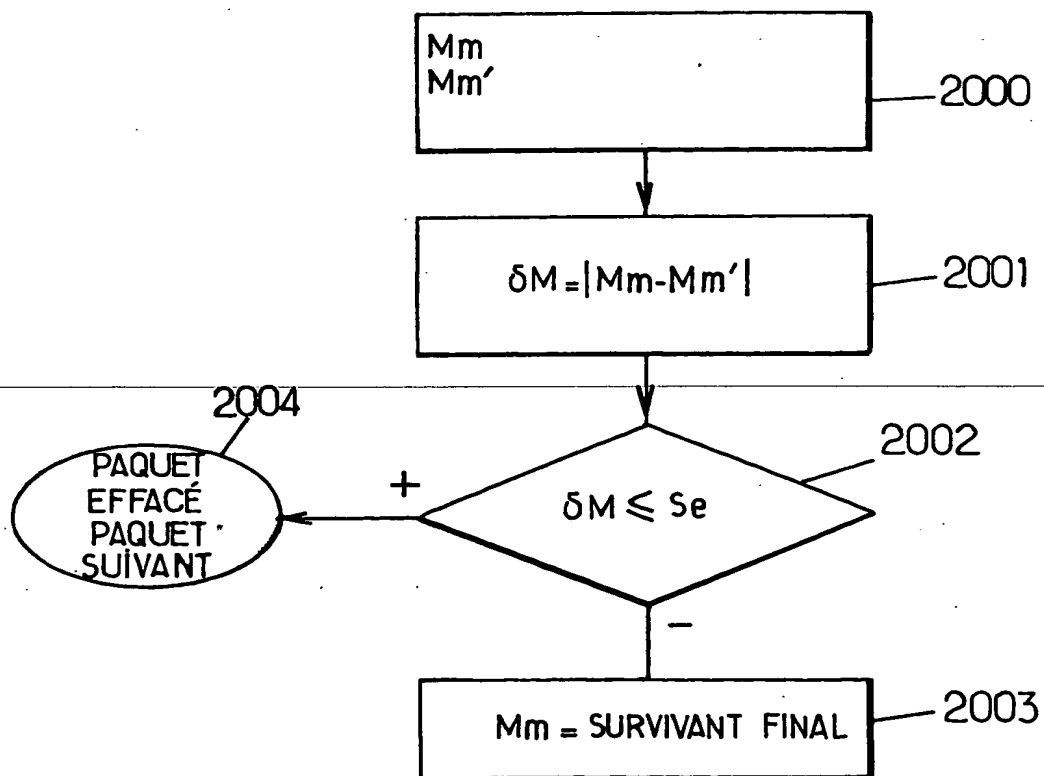 Mm
Mm′
2000
δM=|Mm-Mm′|
2001
2004
2002
PAQUET
EFFACÉ
PAQUET
SUIVANT
+
δM ⩽ Se
-
Mm = SURVIVANT FINAL
2003